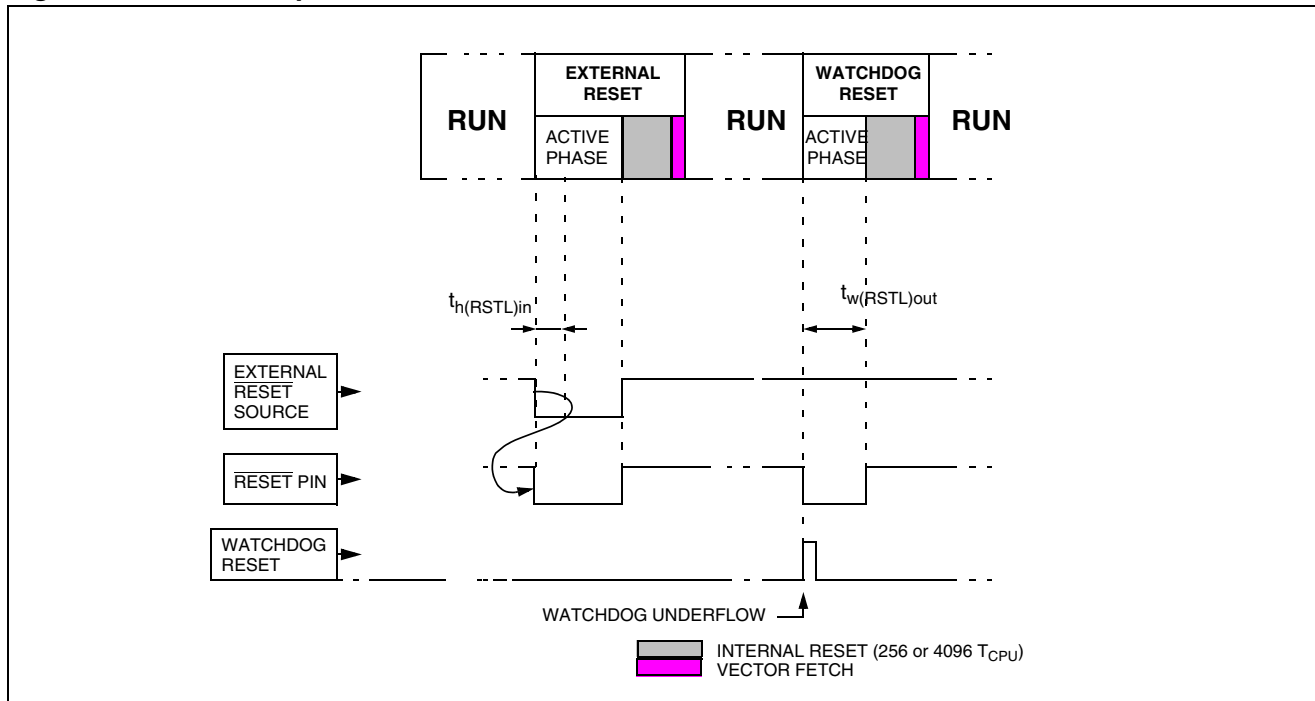 EXTERNAL
RESET
WATCHDOG
RESET
RUN
ACTIVE
PHASE
RUN
ACTIVE
PHASE
RUN
th(RSTL)in
tw(RSTL)out
EXTERNAL
RESET
SOURCE
RESET PIN
WATCHDOG
RESET
WATCHDOG UNDERFLOW
INTERNAL RESET (256 or 4096 TCPU)
VECTOR FETCH